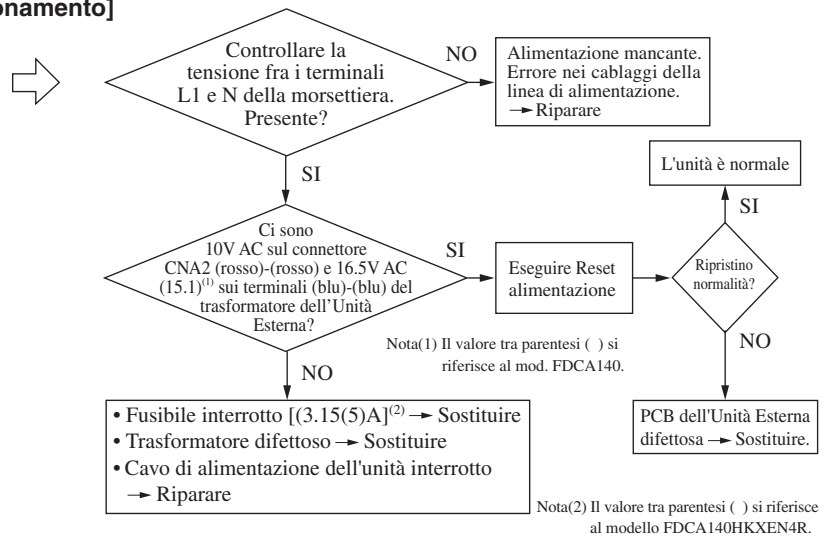 onamento]
Controllare la
tensione fra i terminali
L1 e N della morsettiera.
Presente?
NO
Alimentazione mancante.
Errore nei cablaggi della
linea di alimentazione.
→ Riparare
SI
L'unità è normale
SI
Ci sono
10V AC sul connettore
CNA2 (rosso)-(rosso) e 16.5V AC
(15.1)(1) sui terminali (blu)-(blu) del
trasformatore dell'Unità
Esterna?
SI
Eseguire Reset
alimentazione
Ripristino
normalità?
Nota(1) Il valore tra parentesi ( ) si
riferisce al mod. FDCA140.
NO
NO
• Fusibile interrotto [(3.15(5)A](2) → Sostituire
• Trasformatore difettoso → Sostituire
• Cavo di alimentazione dell'unità interrotto
→ Riparare
PCB dell'Unità Esterna
difettosa → Sostituire.
Nota(2) Il valore tra parentesi ( ) si riferisce
al modello FDCA140HKXEN4R.